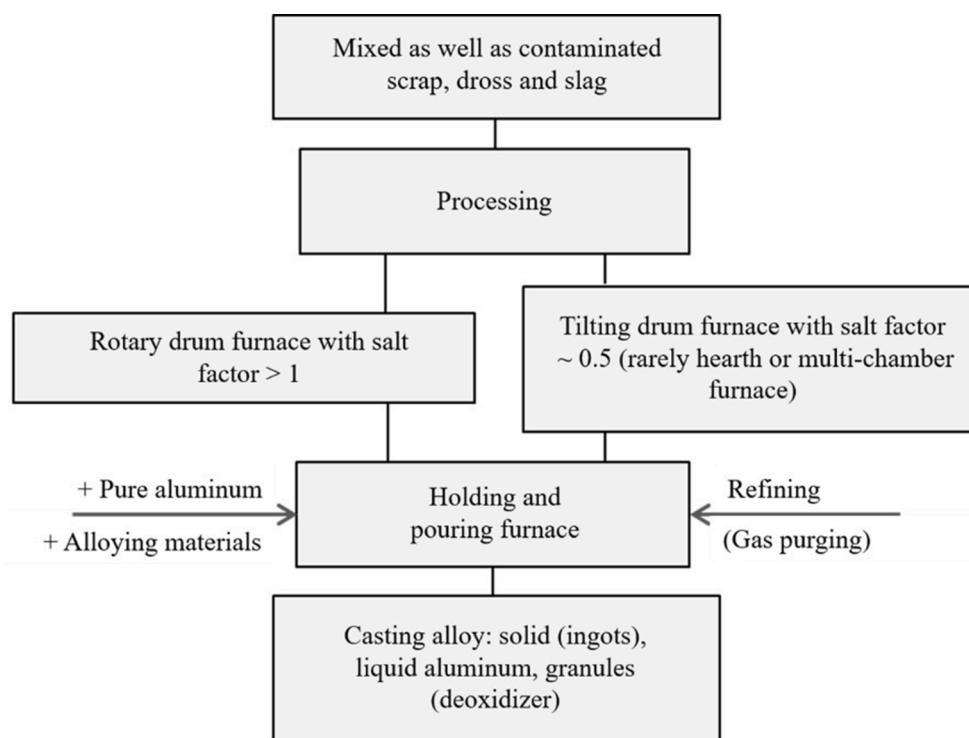 Mixed as well as contaminated
scrap, dross and slag
Processing
Rotary drum furnace with salt
factor > 1
Tilting drum furnace with salt factor
~ 0.5 (rarely hearth or multi-chamber
furnace)
+ Pure aluminum
+ Alloying materials
Holding and
pouring furnace
Refining
(Gas purging)
Casting alloy: solid (ingots),
liquid aluminum, granules
(deoxidizer)